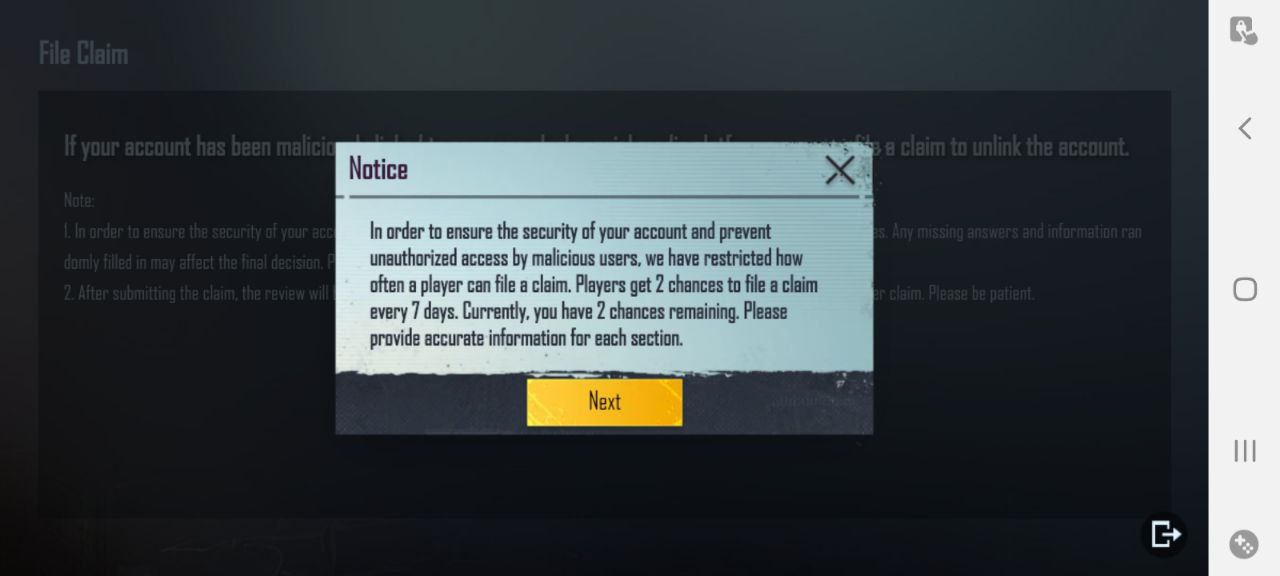 File Claim
If your account has been malicio
a claim to unlink the account.
Notice
Note:
In order to ensure the security of your account and prevent
unauthorized access by malicious users, we have restricted how
often a player can file a claim. Players get 2 chances to file a claim
every 7 days. Currently, you have 2 chances remaining. Please
provide accurate information for each section.
1. In order to ensure the security of your acc
es. Any missing answers and information ran
domly filled in may affect the final decision. P
2. After submitting the claim, the review will
er claim. Please be patient.
Next